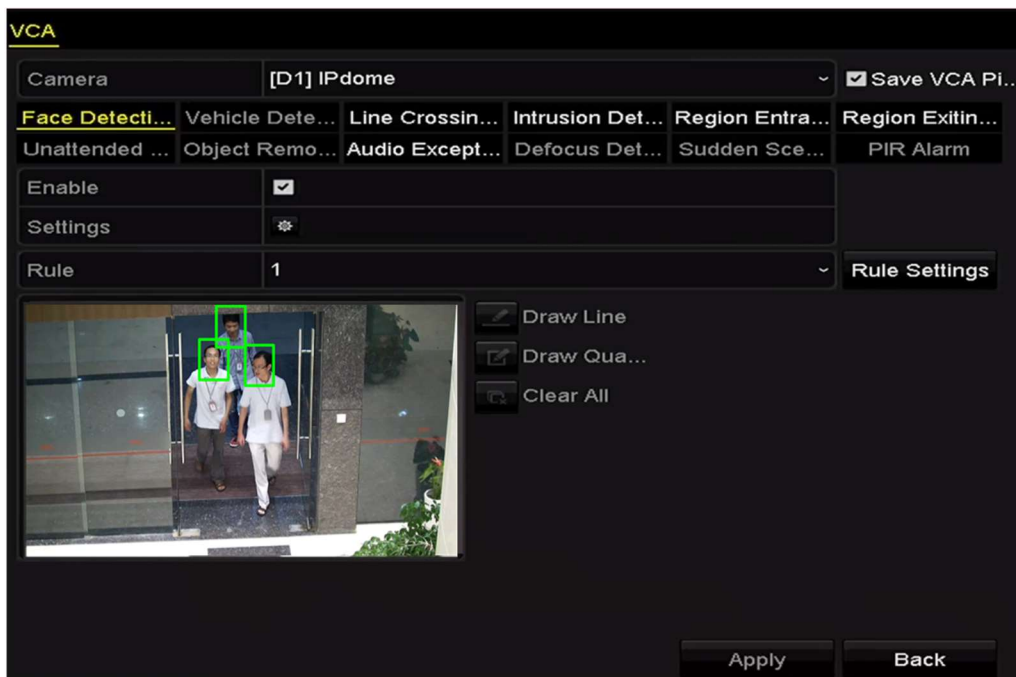 VCA
Camera [D1] IPdome Save VCA Pi..
Face Detecti... Vehicle Dete... Line Crossin... Intrusion Det... Region Entra... Region Exitin...
Unattended ... Object Remo... Audio Except... Defocus Det... Sudden Sce... PIR Alarm
Enable
Settings
Rule 1 Rule Settings
Draw Line
Draw Qua...
Clear All
Apply Back